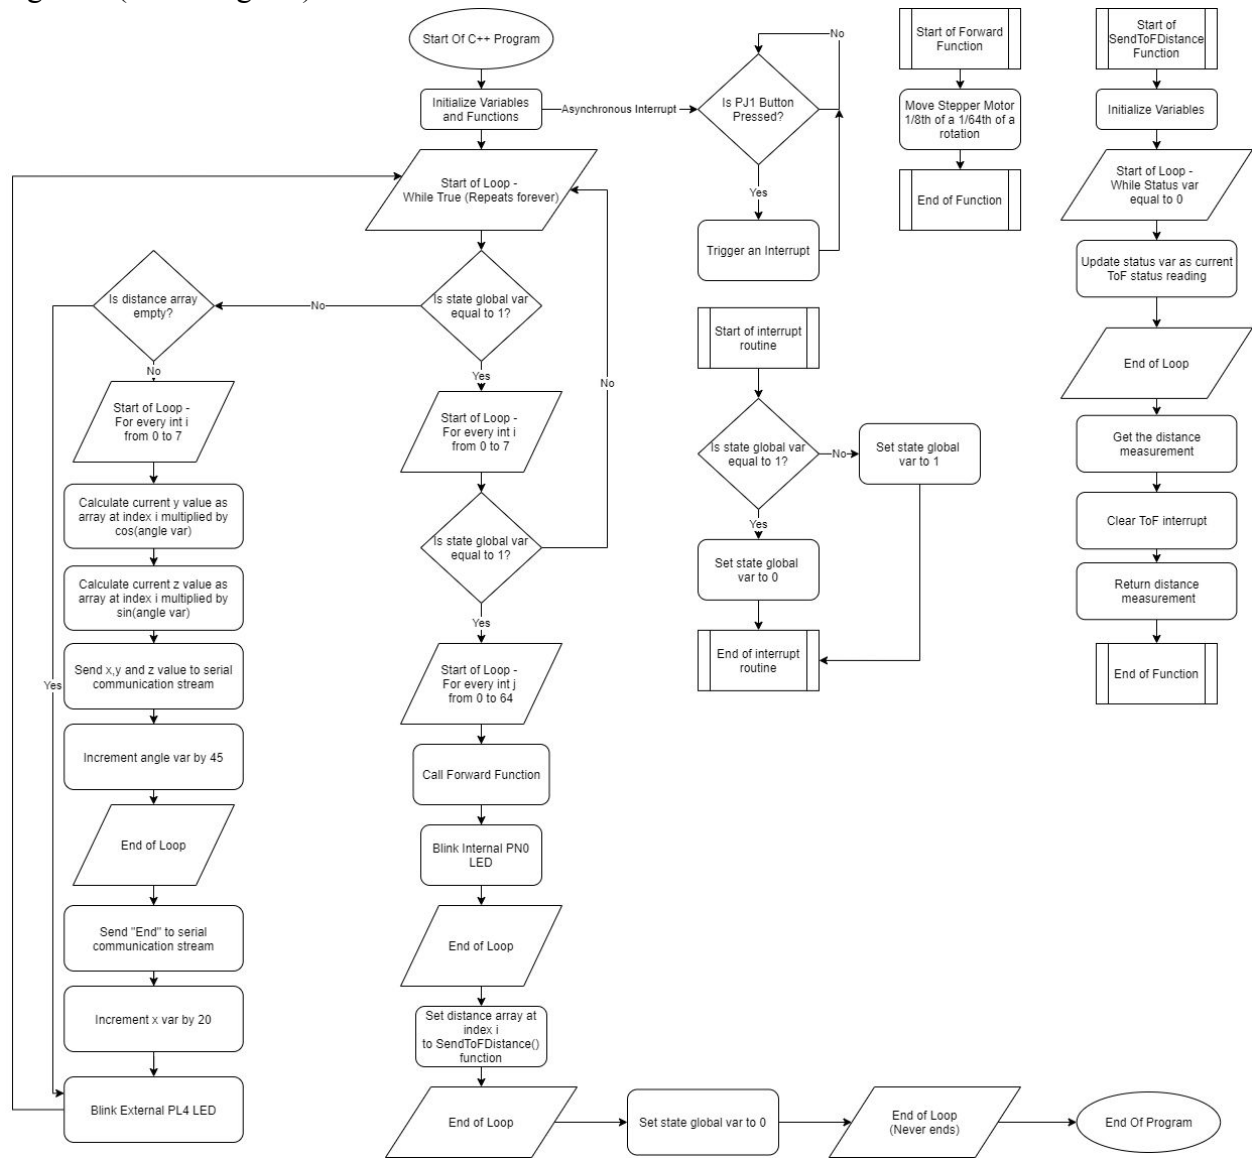 Start Of C++ Program
Initialize Variables
and Functions
Asynchronous Interrupt
Is PJ1 Button
Pressed?
No
Yes
Trigger an Interrupt
Start of Forward
Function
Move Stepper Motor
1/8th of a 1/64th of a
rotation
End of Function
Start of
SendToFDistance
Function
Initialize Variables
Start of Loop -
While Status var
equal to 0
Update status var as current
ToF status reading
End of Loop
Get the distance
measurement
Clear ToF interrupt
Return distance
measurement
End of Function
Start of interrupt
routine
Is state global var
equal to 1?
No
Set state global
var to 1
Yes
Set state global
var to 0
End of interrupt
routine
Start of Loop -
While True (Repeats forever)
Is state global var
equal to 1?
No
Is distance array
empty?
Yes
No
Start of Loop -
For every int i
from 0 to 7
Calculate current y value as
array at index i multiplied by
cos(angle var)
Calculate current z value as
array at index i multiplied by
sin(angle var)
Send x,y and z value to serial
communication stream
Increment angle var by 45
End of Loop
Send "End" to serial
communication stream
Increment x var by 20
Blink External PL4 LED
Yes
Start of Loop -
For every int i
from 0 to 7
Is state global var
equal to 1?
No
Yes
Start of Loop -
For every int j
from 0 to 64
Call Forward Function
Blink Internal PN0
LED
End of Loop
Set distance array at
index i
to SendToFDistance()
function
End of Loop
Set state global var to 0
End of Loop
(Never ends)
End Of Program